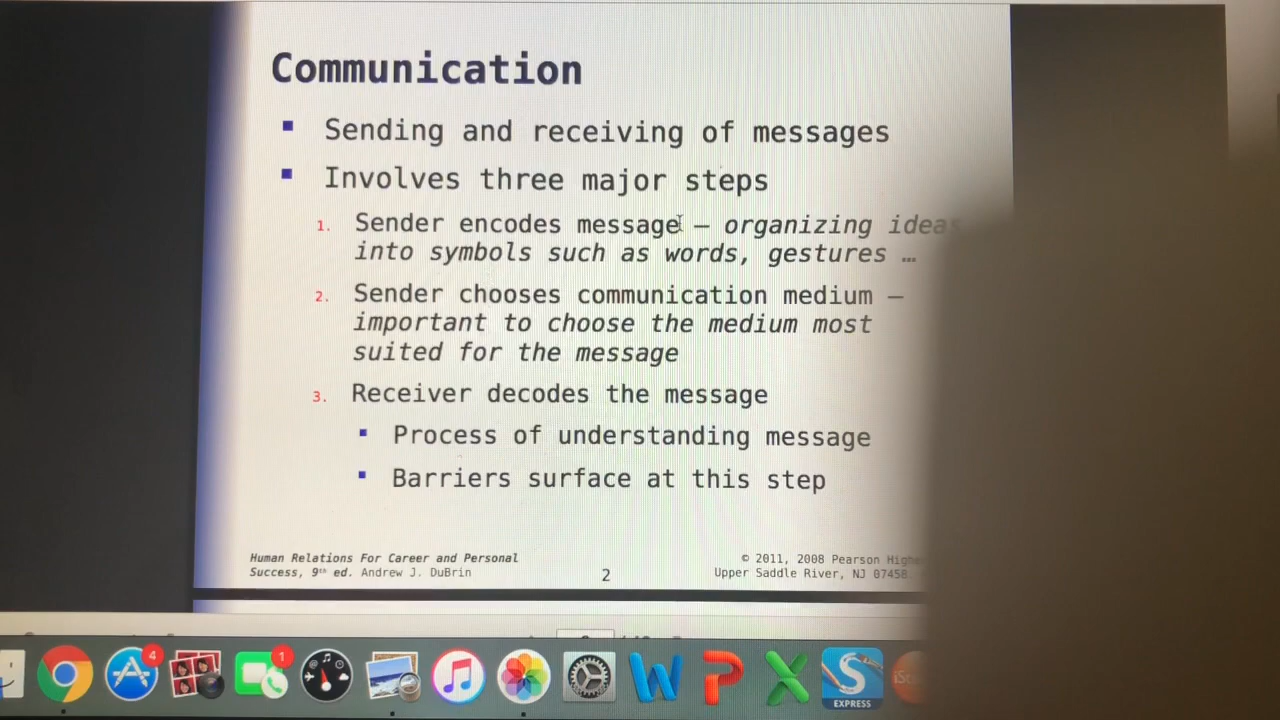 Communication
Sending and receiving of messages
Involves three major steps
1. Sender encodes message – organizing ideas
into symbols such as words, gestures …
2. Sender chooses communication medium –
important to choose the medium most
suited for the message
3. Receiver decodes the message
Process of understanding message
Barriers surface at this step
Human Relations For Career and Personal
Success, 9th ed. Andrew J. DuBrin
2
© 2011, 2008 Pearson
Upper Saddle River, NJ 07458.
4
1
EXPRESS